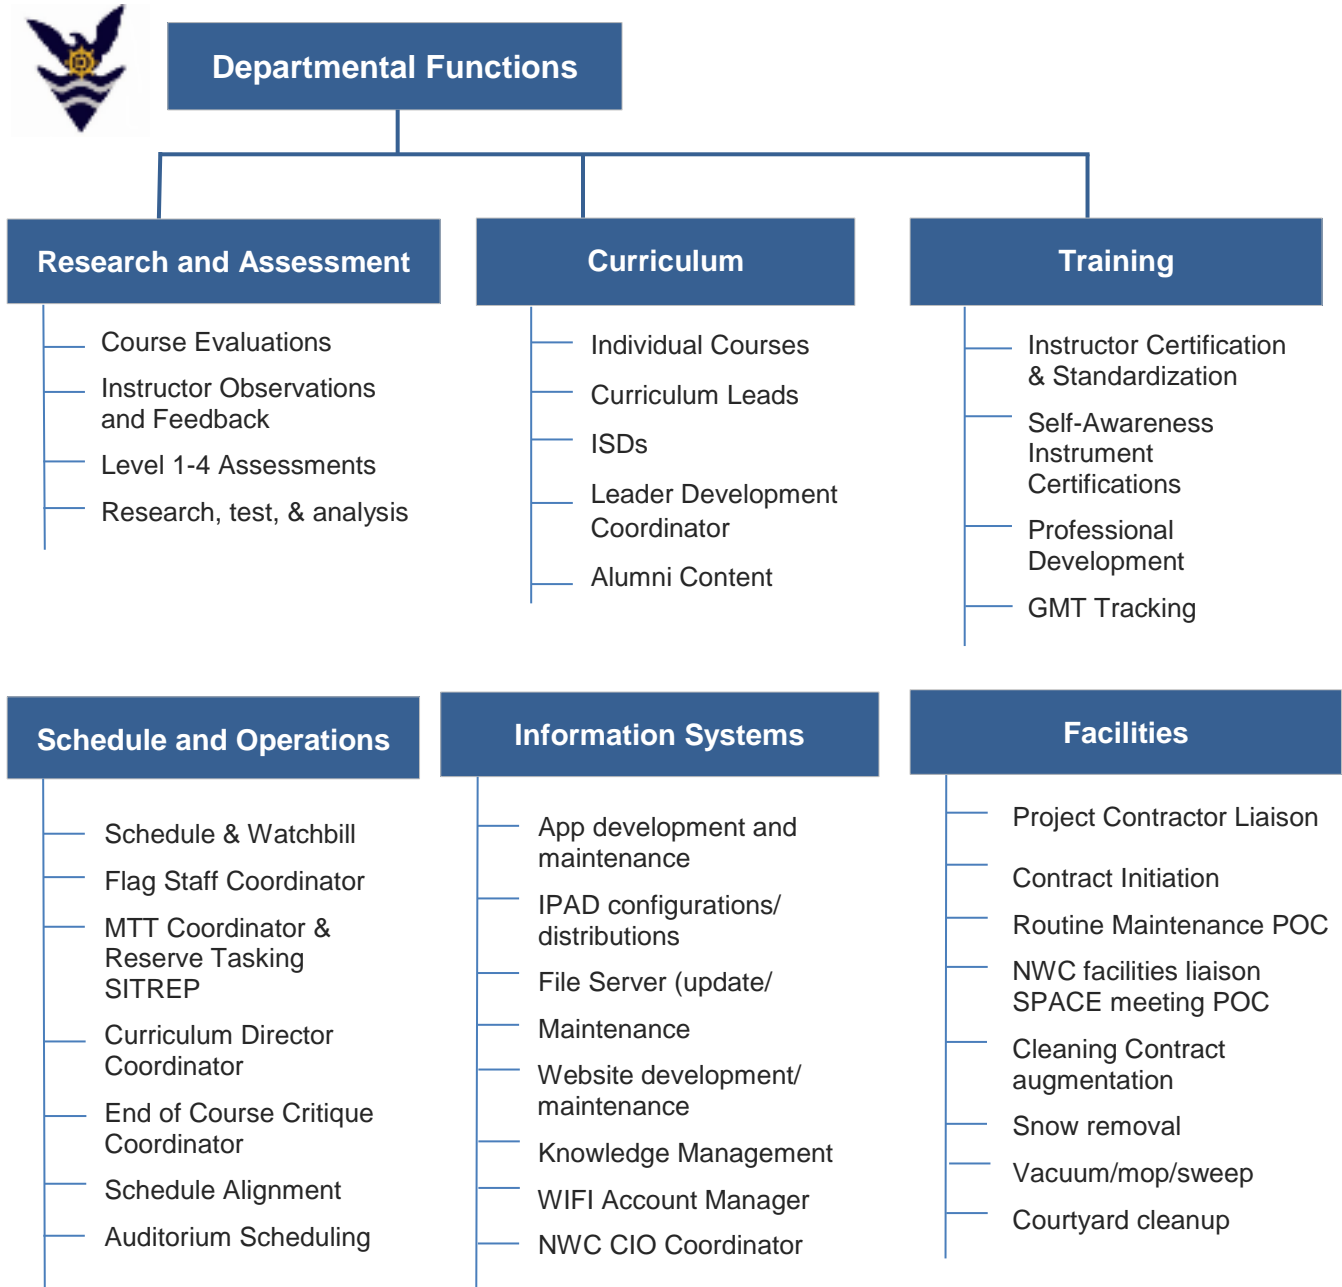 Departmental Functions
Research and Assessment
Course Evaluations
Instructor Observations
and Feedback
Level 1-4 Assessments
Research, test, & analysis
Curriculum
Individual Courses
Curriculum Leads
ISDs
Leader Development
Coordinator
Alumni Content
Training
Instructor Certification
& Standardization
Self-Awareness
Instrument
Certifications
Professional
Development
GMT Tracking
Schedule and Operations
Schedule & Watchbill
Flag Staff Coordinator
MTT Coordinator &
Reserve Tasking
SITREP
Curriculum Director
Coordinator
End of Course Critique
Coordinator
Schedule Alignment
Auditorium Scheduling
Information Systems
App development and
maintenance
IPAD configurations/
distributions
File Server (update/
Maintenance
Website development/
maintenance
Knowledge Management
WIFI Account Manager
NWC CIO Coordinator
Facilities
Project Contractor Liaison
Contract Initiation
Routine Maintenance POC
NWC facilities liaison
SPACE meeting POC
Cleaning Contract
augmentation
Snow removal
Vacuum/mop/sweep
Courtyard cleanup